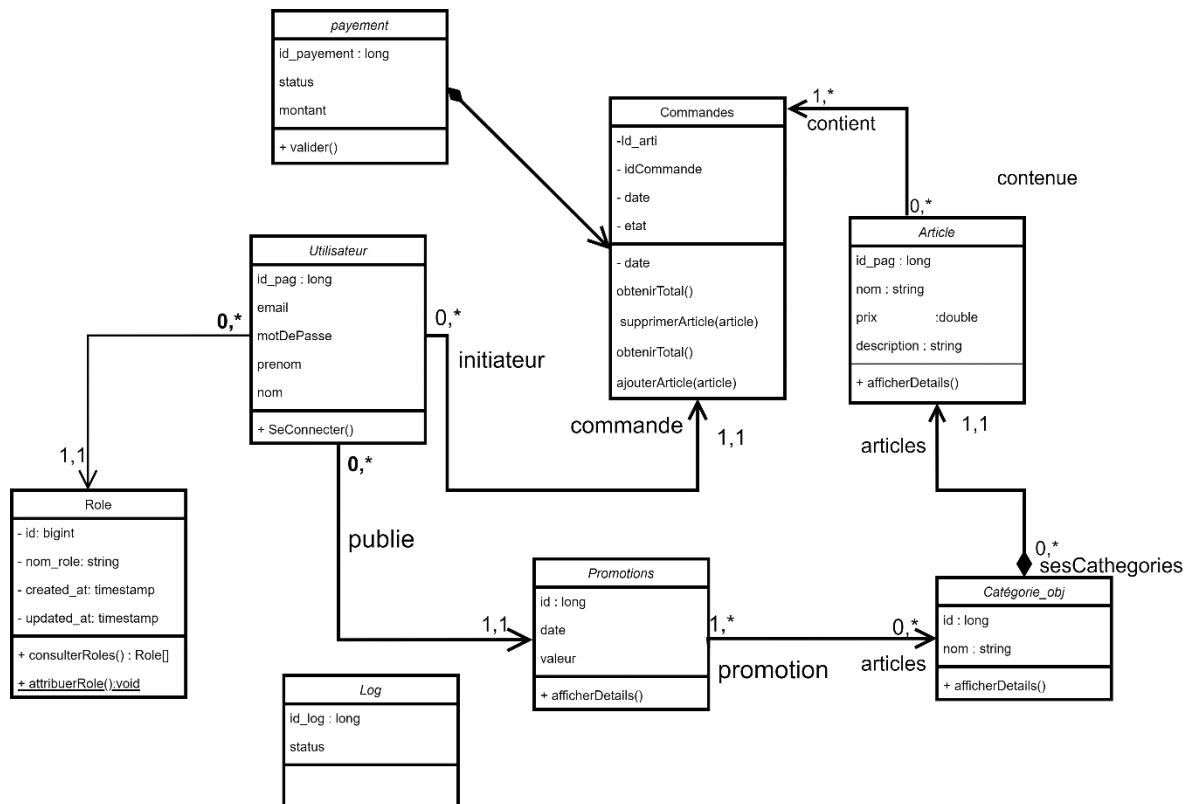 payement
id_payement : long
status
montant
+ valider()
Commandes
-Id_arti
- idCommande
- date
- etat
- date
obtenirTotal()
supprimerArticle(article)
obtenirTotal()
ajouterArticle(article)
1,*
contient
contenue
0,*
Article
id_pag : long
nom : string
prix :double
description : string
+ afficherDetails()
Utilisateur
id_pag : long
email
motDePasse
prenom
nom
+ SeConnecter()
0,*
0,*
initiateur
commande
1,1
1,1
articles
1,1
Role
- id: bigint
- nom_role: string
- created_at: timestamp
- updated_at: timestamp
+ consulterRoles() : Role[]
+ attribuerRole():void
0,*
publie
1,1
Promotions
id : long
date
valeur
+ afficherDetails()
1,*
promotion
0,*
articles
0,*
sesCathegories
Catégorie_obj
id : long
nom : string
+ afficherDetails()
Log
id_log : long
status